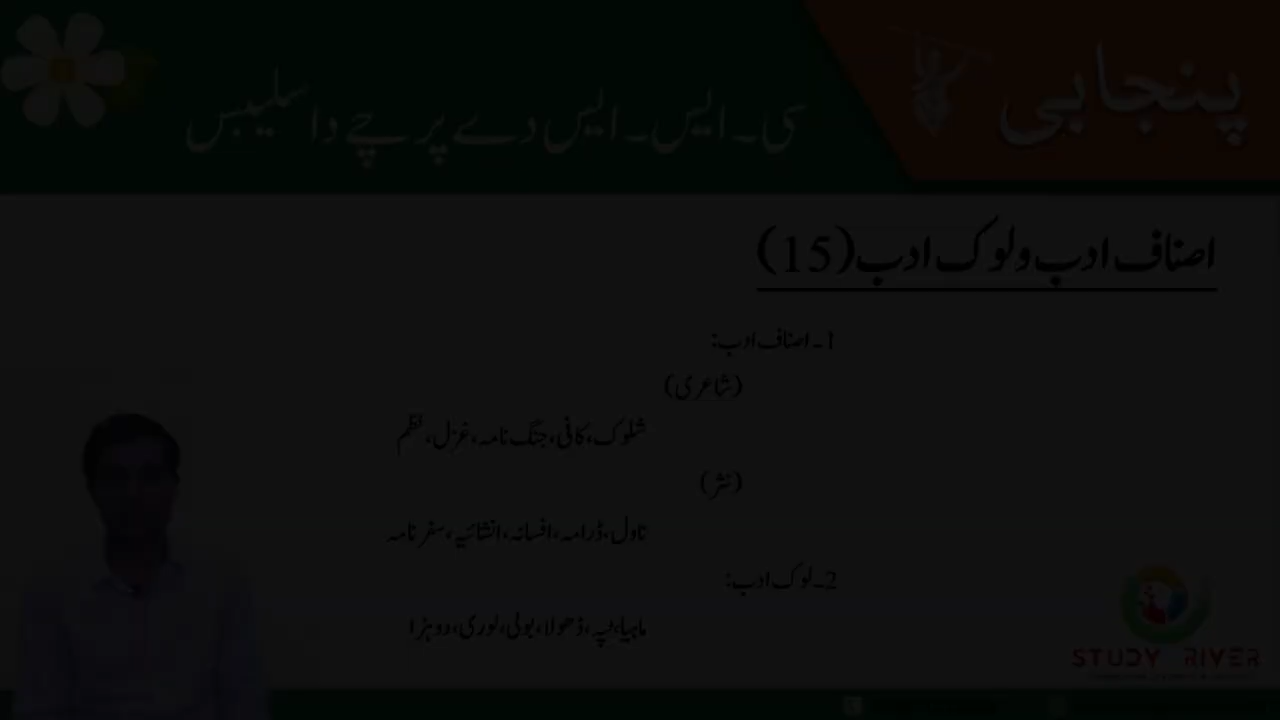 پنجابی
سی۔ایس۔ایس دے پرچے دا سلیبس
اصناف ادب و لوک ادب (15)
1۔اصناف ادب:
(شاعری)
شلوک، کافی، جنگ نامہ، غزل، نظم
(نثر)
ناول، ڈرامہ، افسانہ، انشائیہ، سفر نامہ
2۔لوک ادب:
ماہیا، ٹپہ، ڈھولا، بولی، لوری، دوہڑا
STUDY RIVER